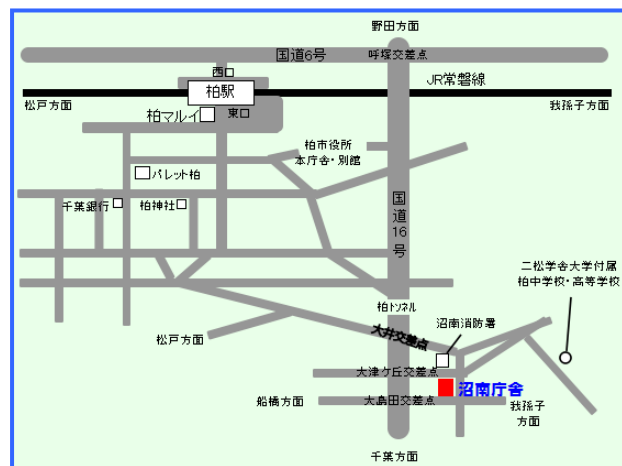 野田方面
国道6号
呼塚交差点
西口
JR常磐線
柏駅
松戸方面
我孫子方面
柏マルイ
東口
柏市役所
本庁舎・別館
パレット柏
国道16号
千葉銀行
柏神社
二松学舎大学付属
柏中学校・高等学校
柏トンネル
沼南消防署
大井交差点
松戸方面
大津ケ丘交差点
沼南庁舎
船橋方面
大島田交差点
我孫子
方面
千葉方面